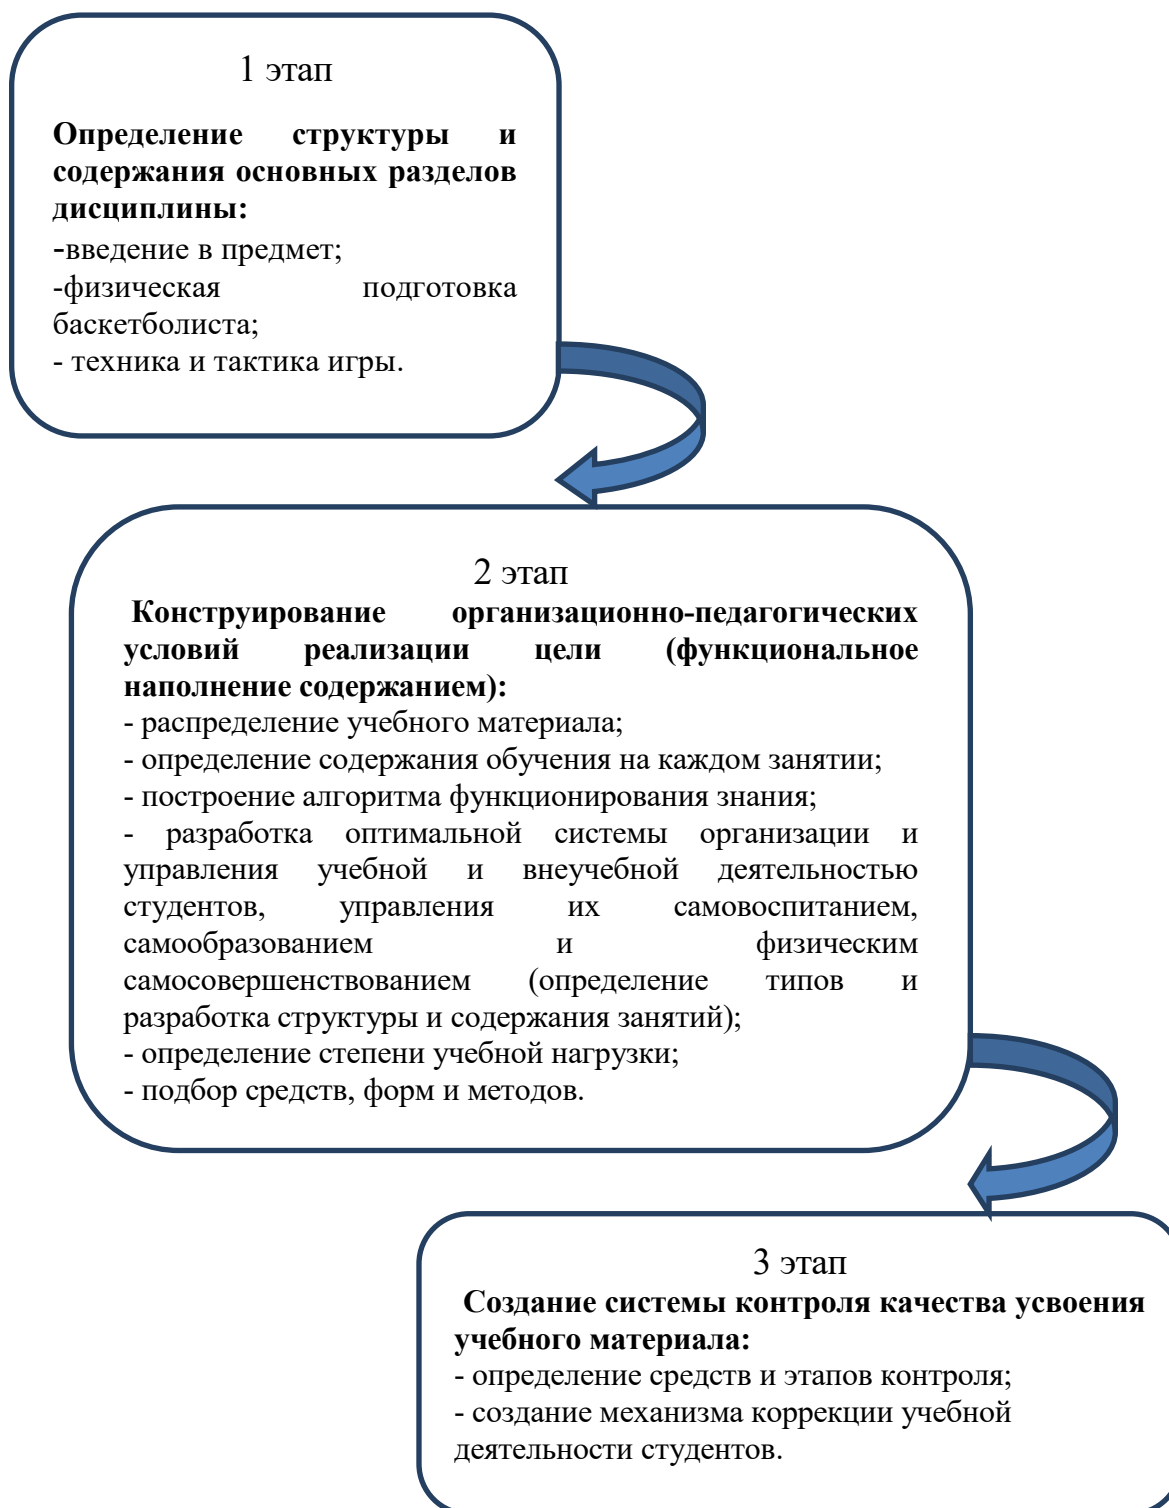 1 этап
Определение структуры и
содержания основных разделов
дисциплины:
-введение в предмет;
-физическая подготовка
баскетболиста;
- техника и тактика игры.
2 этап
Конструирование организационно-педагогических
условий реализации цели (функциональное
наполнение содержанием):
- распределение учебного материала;
- определение содержания обучения на каждом занятии;
- построение алгоритма функционирования знания;
- разработка оптимальной системы организации и
управления учебной и внеучебной деятельностью
студентов, управления их самовоспитанием,
самообразованием и физическим
самосовершенствованием (определение типов и
разработка структуры и содержания занятий);
- определение степени учебной нагрузки;
- подбор средств, форм и методов.
3 этап
Создание системы контроля качества усвоения
учебного материала:
- определение средств и этапов контроля;
- создание механизма коррекции учебной
деятельности студентов.